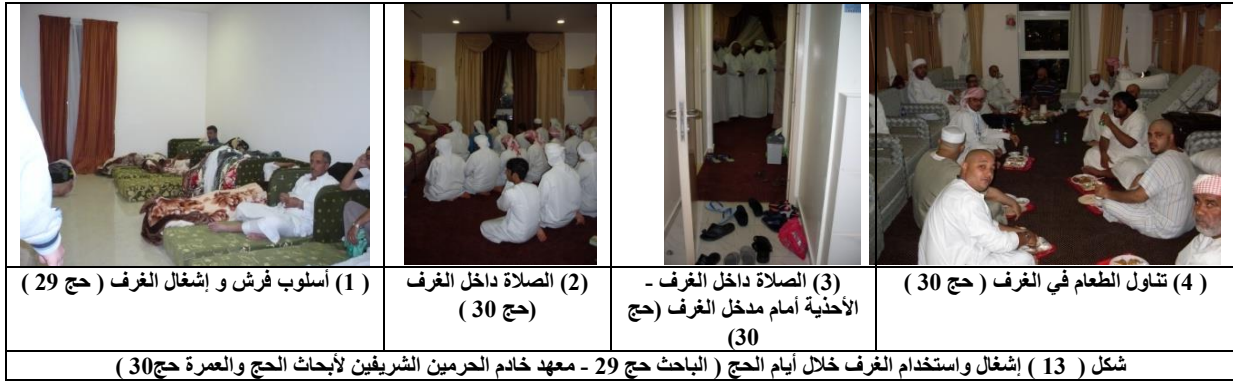 ( 1) أسلوب فرش و إشغال الغرف ( حج 29 )
(2) الصلاة داخل الغرف
(حج 30 )
(3) الصلاة داخل الغرف -
الأحذية أمام مدخل الغرف (حج
30)
( 4) تناول الطعام في الغرف ( حج 30 )
شكل ( 13 ) إشغال واستخدام الغرف خلال أيام الحج ( الباحث حج 29 - معهد خادم الحرمين الشريفين لأبحاث الحج والعمرة حج30 )